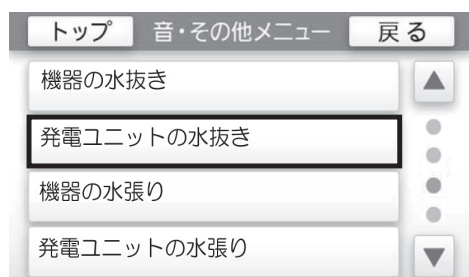 トップ 音・その他メニュー 戻る
機器の水抜き
発電ユニットの水抜き
機器の水張り
発電ユニットの水張り